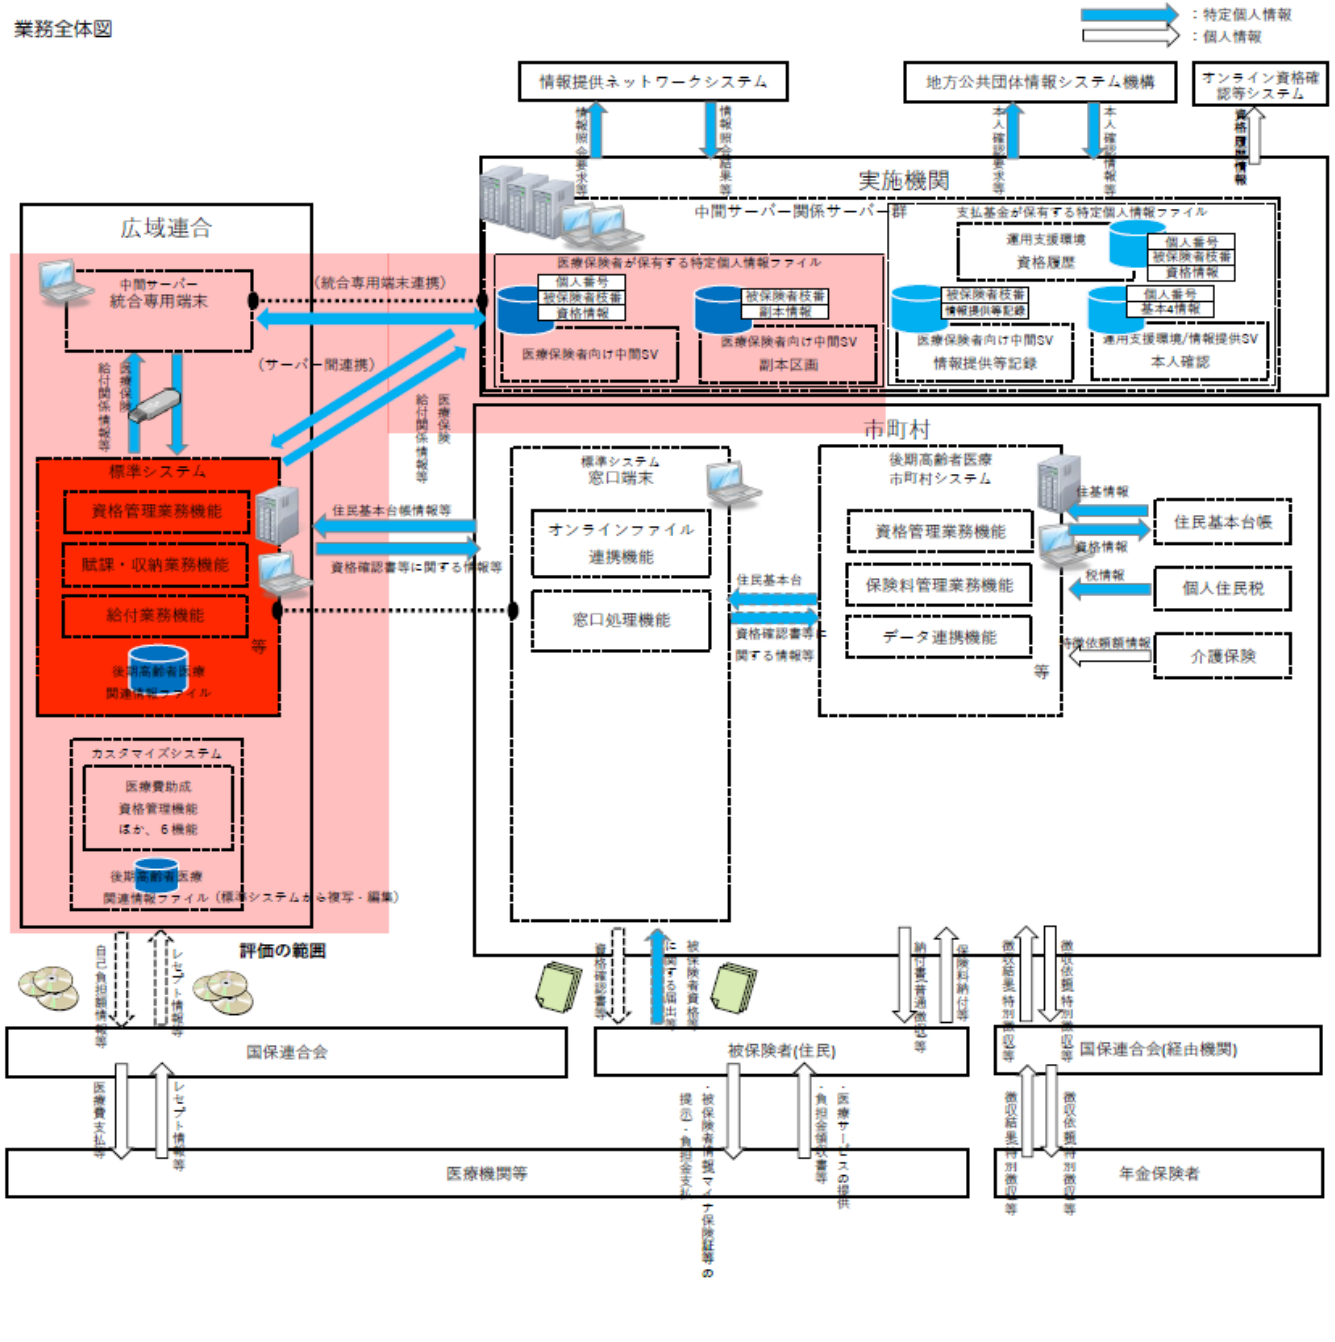 業務全体図
：特定個人情報
：個人情報
情報提供ネットワークシステム
地方公共団体情報システム機構
オンライン資格確
認等システム
情報照会要求等
情報照会結果等
本人確認要求等
本人確認情報等
資格履歴情報
実施機関
中間サーバー関係サーバー群
支払基金が保有する特定個人情報ファイル
運用支援環境
資格履歴
個人番号
被保険者枝番
資格情報
医療保険者が保有する特定個人情報ファイル
個人番号
被保険者枝番
資格情報
医療保険者向け中間SV
被保険者枝番
副本情報
医療保険者向け中間SV
副本区画
被保険者枝番
情報提供等記録
医療保険者向け中間SV
情報提供等記録
個人番号
基本4情報
運用支援環境/情報提供SV
本人確認
広域連合
中間サーバー
統合専用端末
（統合専用端末連携）
（サーバー間連携）
医療保険
給付関係情報等
医療保険
給付関係情報等
標準システム
資格管理業務機能
賦課・収納業務機能
給付業務機能
等
後期高齢者医療
関連情報ファイル
住民基本台帳情報等
資格確認書等に関する情報等
カスタマイズシステム
医療費助成
資格管理機能
ほか、６機能
後期高齢者医療
関連情報ファイル（標準システムから複写・編集）
評価の範囲
市町村
標準システム
窓口端末
オンラインファイル
連携機能
窓口処理機能
住民基本台
資格確認書等に
関する情報等
後期高齢者医療
市町村システム
資格管理業務機能
保険料管理業務機能
データ連携機能
等
住基情報
資格情報
税情報
特徴依頼額情報
住民基本台帳
個人住民税
介護保険
自己負担額情報等
レセプト情報等
資格確認書等
被保険者資格等
に関する届出等
納付書(普通徴収)等
保険料納付等
徴収結果(特別徴収)等
徴収依頼(特別徴収)等
国保連合会
被保険者(住民)
国保連合会(経由機関)
医療費支払等
レセプト情報等
・被保険者情報(マイナ保険証等の
提示)・負担金支払
・医療サービスの提供
・負担金領収書等
徴収結果(特別徴収)等
徴収依頼(特別徴収)等
医療機関等
年金保険者